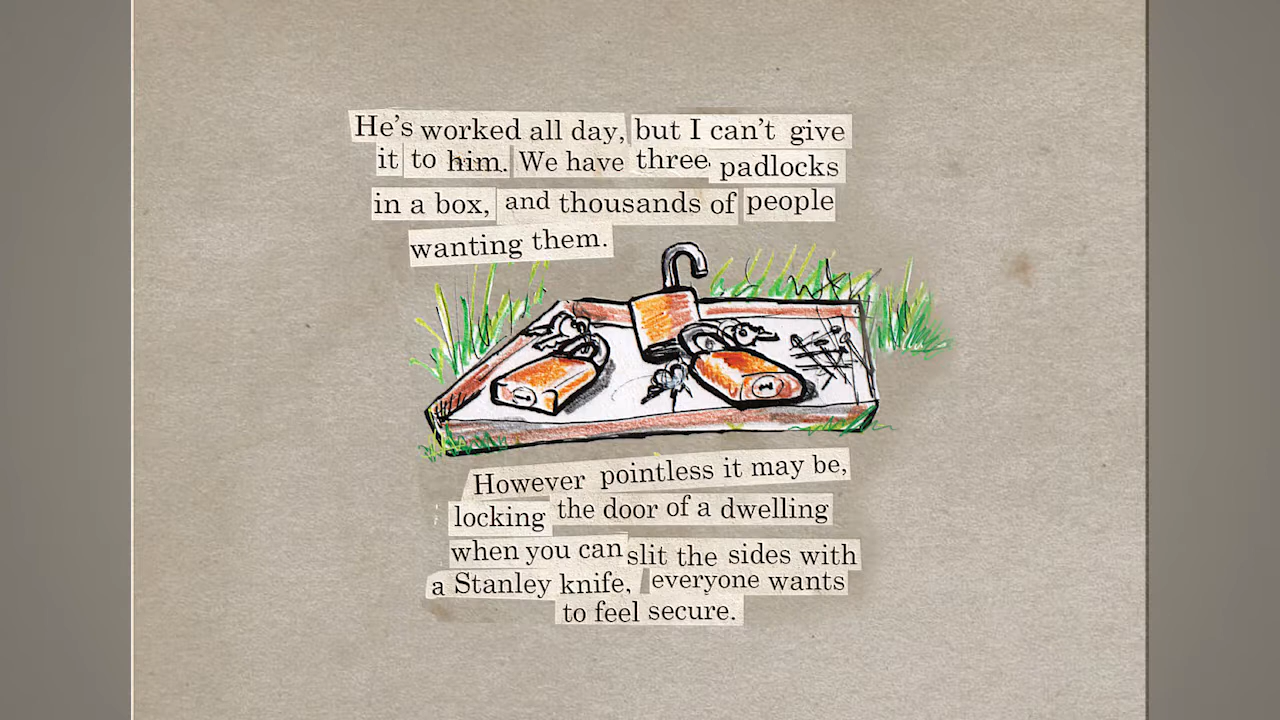 He's worked all day, but I can't give
it to him. We have three padlocks
in a box, and thousands of people
wanting them.
However pointless it may be,
locking the door of a dwelling
when you can slit the sides with
a Stanley knife, everyone wants
to feel secure.